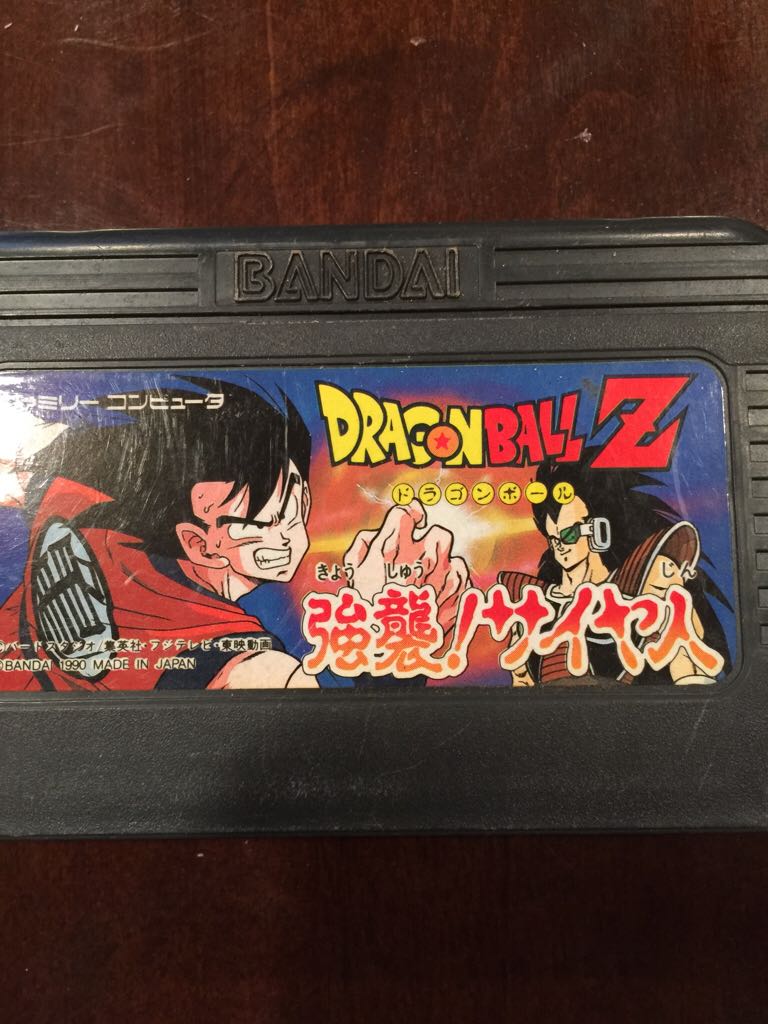 BANDAI
ファミリー コンピュータ
DRAGON BALL Z
ドラゴンボール
きょう しゅう じん
強襲!サイヤ人
©バードスタジオ/集英社・フジテレビ・東映動画
©BANDAI 1990 MADE IN JAPAN